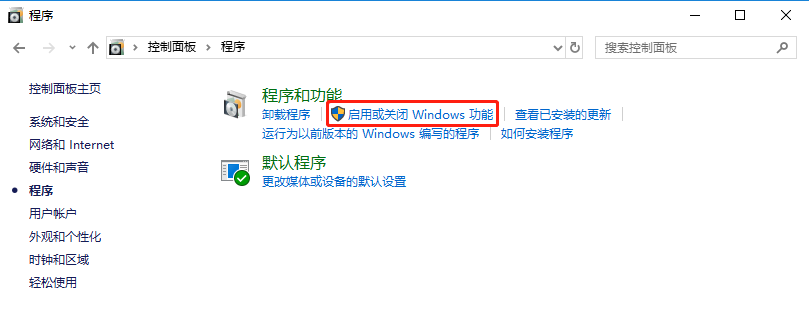 程序
控制面板 › 程序
搜索控制面板
控制面板主页
系统和安全
网络和 Internet
硬件和声音
程序
用户帐户
外观和个性化
时钟和区域
轻松使用
程序和功能
卸载程序 启用或关闭 Windows 功能 查看已安装的更新
运行为以前版本的 Windows 编写的程序 如何安装程序
默认程序
更改媒体或设备的默认设置